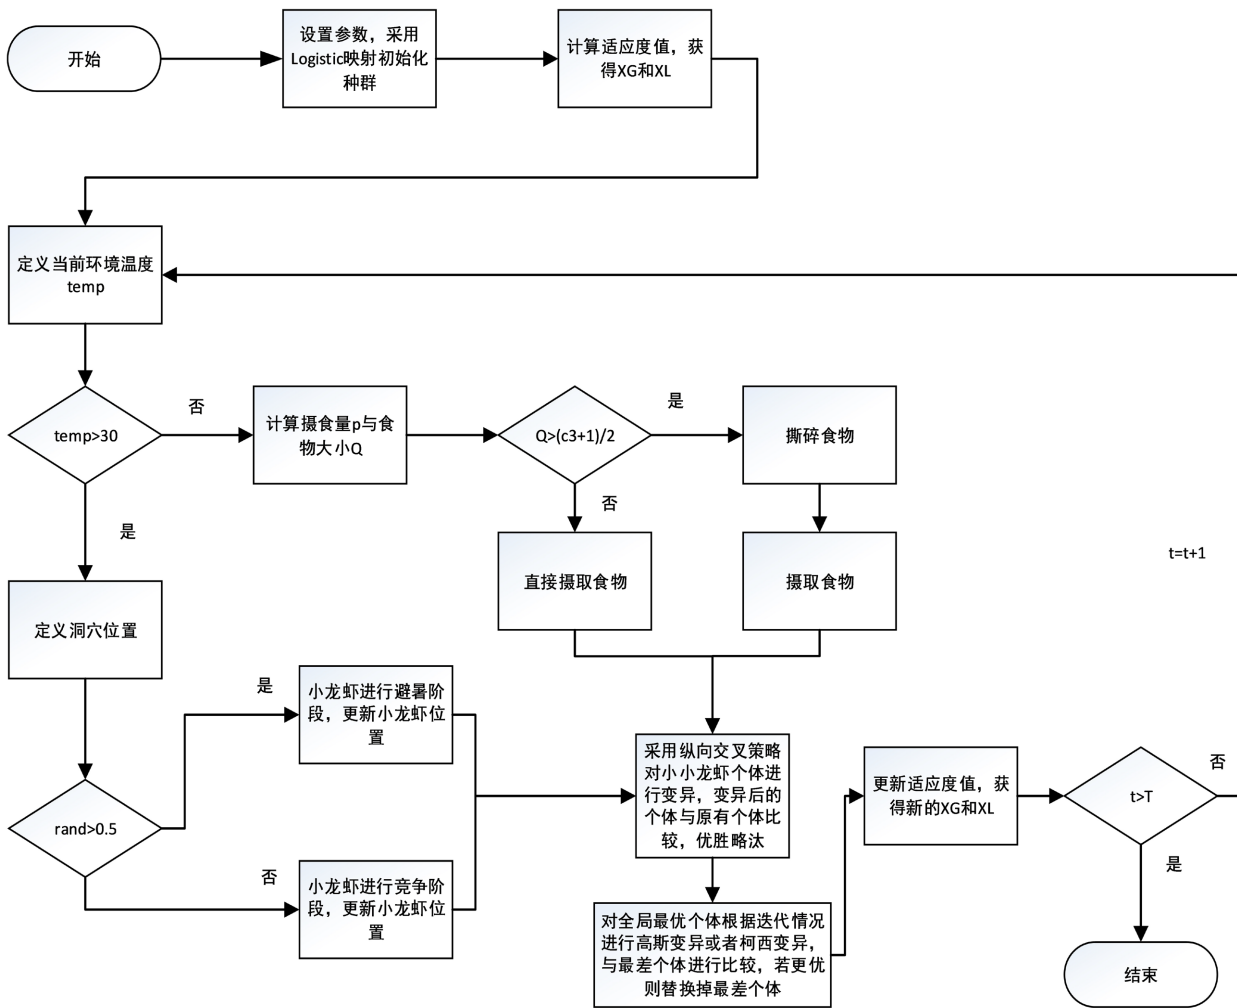 开始
设置参数，采用
Logistic映射初始化
种群
计算适应度值，获
得XG和XL
定义当前环境温度
temp
temp>30
否
计算摄食量p与食
物大小Q
Q>(c3+1)/2
是
撕碎食物
是
否
定义洞穴位置
直接摄取食物
摄取食物
t=t+1
rand>0.5
是
小龙虾进行避暑阶
段，更新小龙虾位
置
否
小龙虾进行竞争阶
段，更新小龙虾位
置
采用纵向交叉策略
对小小龙虾个体进
行变异，变异后的
个体与原有个体比
较，优胜略汰
对全局最优个体根据迭代情况
进行高斯变异或者柯西变异，
与最差个体进行比较，若更优
则替换掉最差个体
更新适应度值，获
得新的XG和XL
t>T
否
是
结束